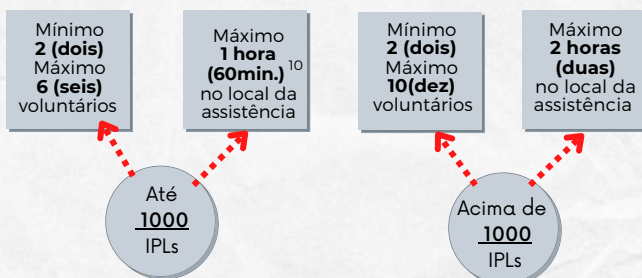 Mínimo
2 (dois)
Máximo
6 (seis)
voluntários
Máximo
1 hora
(60min.) 10
no local da
assistência
Mínimo
2 (dois)
Máximo
10(dez)
voluntários
Máximo
2 horas
(duas)
no local da
assistência
Até
1000
IPLs
Acima de
1000
IPLs